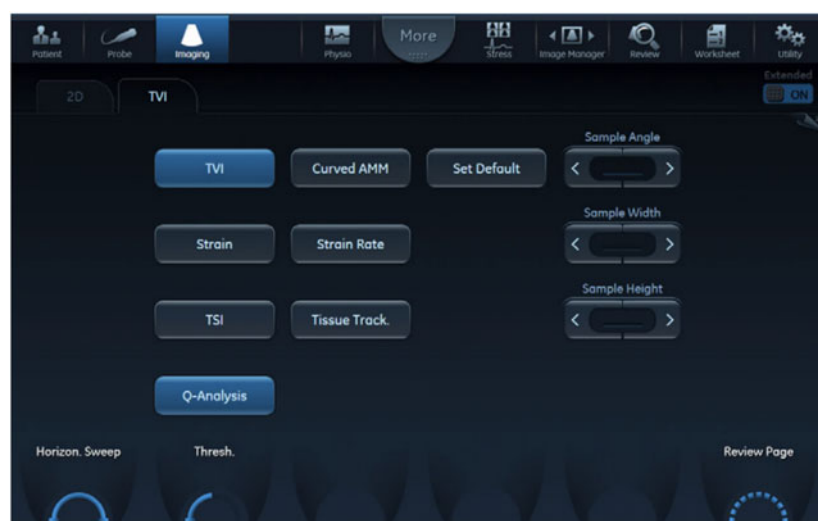 Patient Probe Imaging Physio More Stress Image Manager Review Worksheet Utility
Extended
2D TVI ON
Sample Angle
TVI Curved AMM Set Default
Sample Width
Strain Strain Rate
Sample Height
TSI Tissue Track.
Q-Analysis
Horizon. Sweep Thresh. Review Page